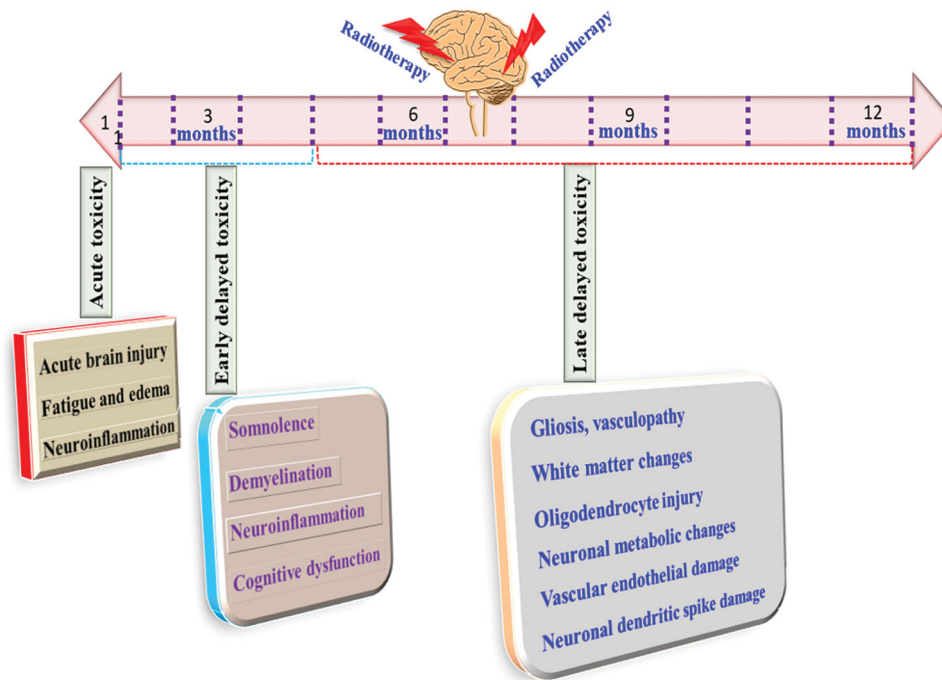 Radiotherapy
Radiotherapy
1
1
3
months
6
months
9
months
12
months
Acute toxicity
Early delayed toxicity
Late delayed toxicity
Acute brain injury
Fatigue and edema
Neuroinflammation
Somnolence
Demyelination
Neuroinflammation
Cognitive dysfunction
Gliosis, vasculopathy
White matter changes
Oligodendrocyte injury
Neuronal metabolic changes
Vascular endothelial damage
Neuronal dendritic spike damage